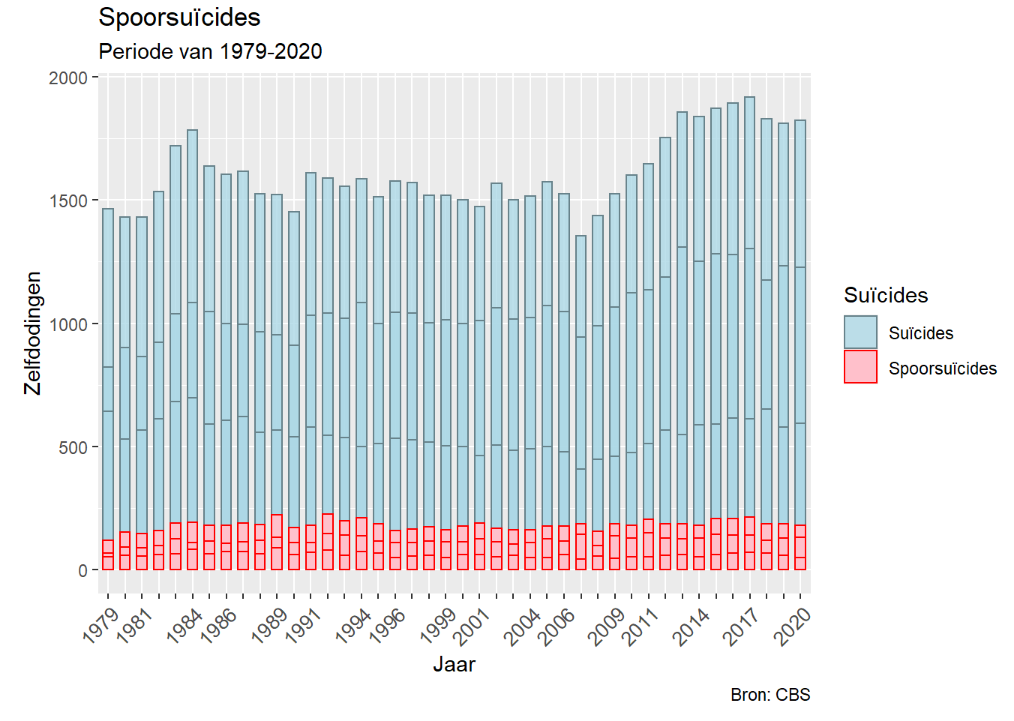 Spoorsuïcides
Periode van 1979-2020
Zelfdodingen
2000
1500
1000
500
0
1979
1981
1984
1986
1989
1991
1994
1996
1999
2001
2004
2006
2009
2011
2014
2017
2020
Jaar
Suïcides
Suïcides
Spoorsuïcides
Bron: CBS